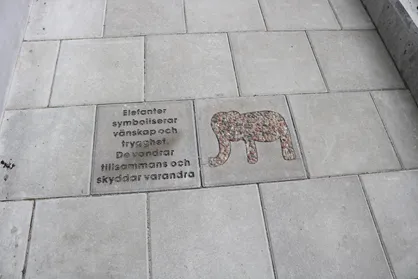 Elefanter
symboliserar
vänskap och
trygghet.
De vandrar
tillsammans och
skyddar varandra